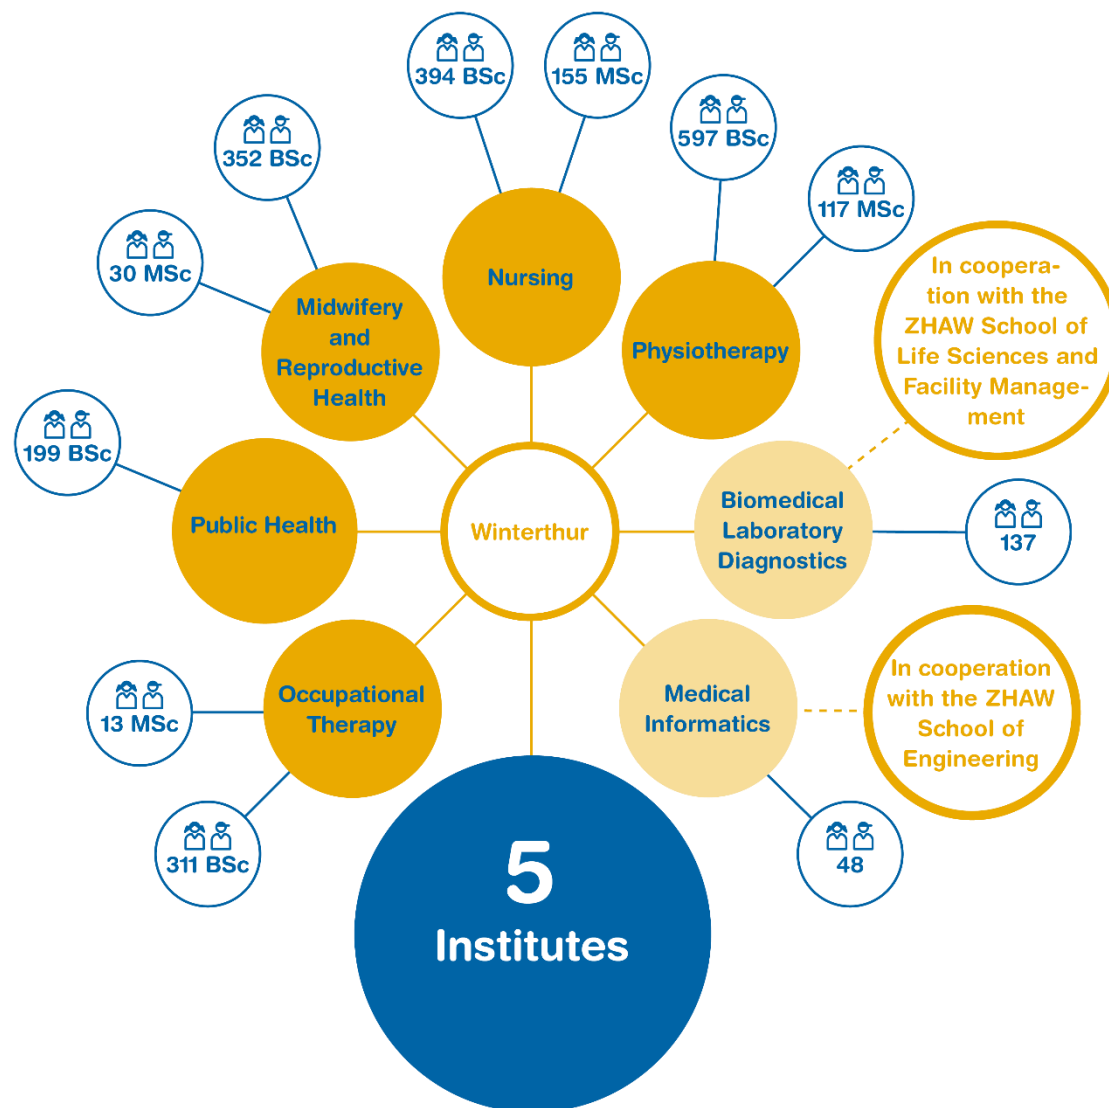 394 BSc
155 MSc
597 BSc
352 BSc
117 MSc
30 MSc
Nursing
In coopera-
tion with the
ZHAW School of
Life Sciences and
Facility Manage-
ment
Midwifery
and
Reproductive
Health
Physiotherapy
199 BSc
Public Health
Winterthur
Biomedical
Laboratory
Diagnostics
137
13 MSc
Occupational
Therapy
Medical
Informatics
In cooperation
with the ZHAW
School of
Engineering
311 BSc
48
5
Institutes